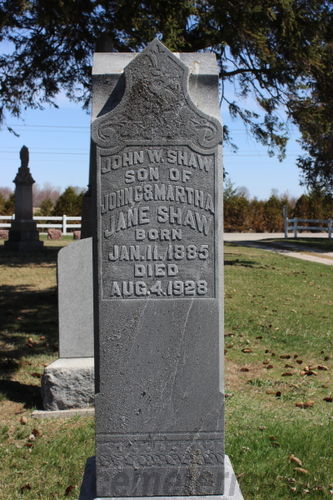 JOHN W. SHAW
SON OF
JOHN C & MARTHA
JANE SHAW
BORN
JAN. 11, 1885
DIED
AUG. 4, 1928